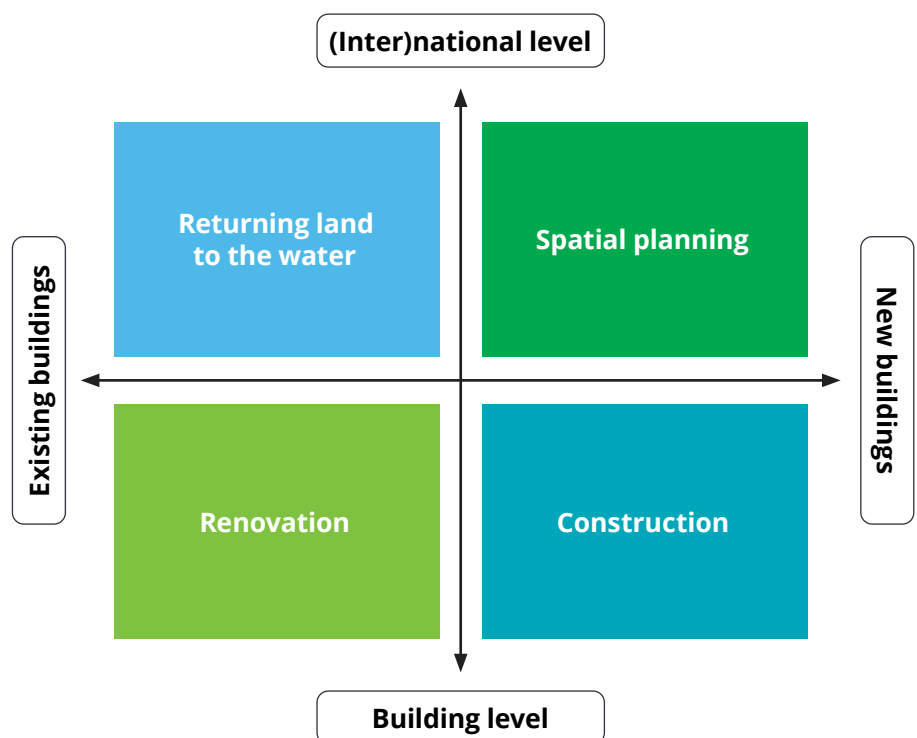 (Inter)national level
Returning land
to the water
Spatial planning
Existing buildings
New buildings
Renovation
Construction
Building level